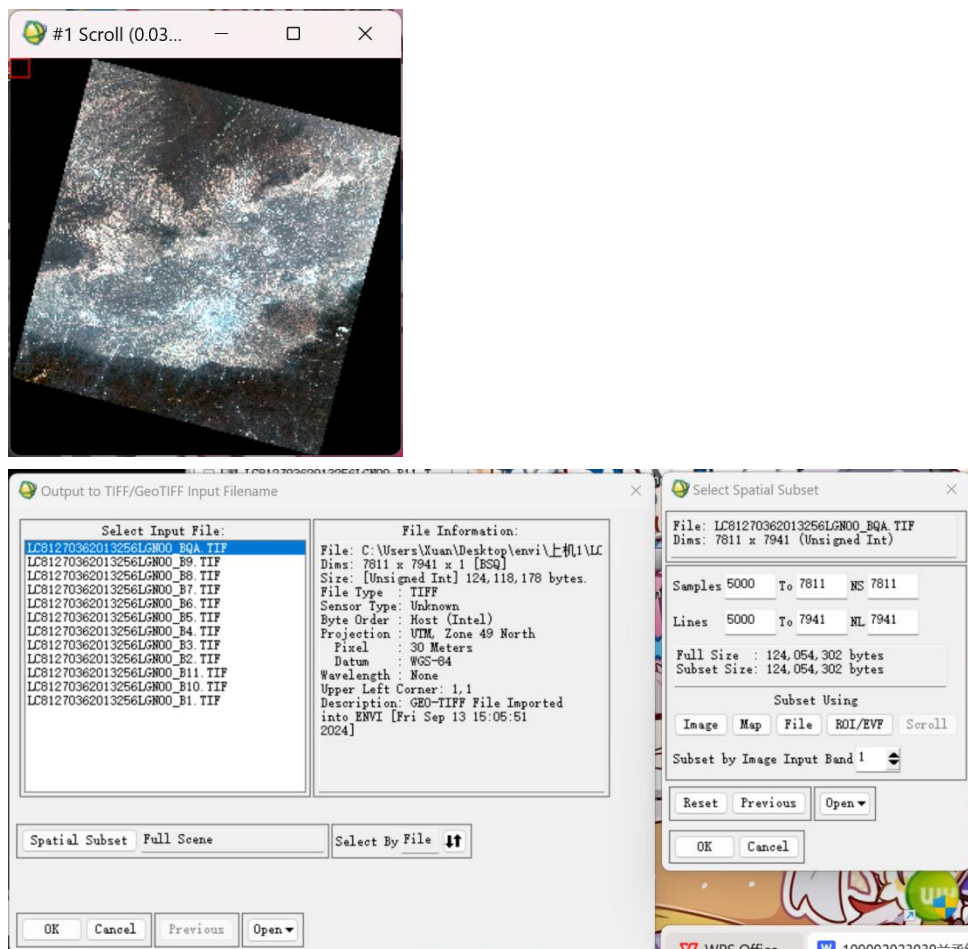 #1 Scroll (0.03...
Output to TIFF/GeoTIFF Input Filename
Select Input File:
LC81270362013256LGN00_BQA.TIF
LC81270362013256LGN00_B9.TIF
LC81270362013256LGN00_B8.TIF
LC81270362013256LGN00_B7.TIF
LC81270362013256LGN00_B6.TIF
LC81270362013256LGN00_B5.TIF
LC81270362013256LGN00_B4.TIF
LC81270362013256LGN00_B3.TIF
LC81270362013256LGN00_B2.TIF
LC81270362013256LGN00_B11.TIF
LC81270362013256LGN00_B10.TIF
LC81270362013256LGN00_B1.TIF
File Information:
File: C:\Users\Xuan\Desktop\envi\上机1\LC
Dims: 7811 x 7941 x 1 [BSQ]
Size: [Unsigned Int] 124,118,178 bytes.
File Type : TIFF
Sensor Type: Unknown
Byte Order : Host (Intel)
Projection : UTM, Zone 49 North
Pixel : 30 Meters
Datum : WGS-84
Wavelength : None
Upper Left Corner: 1,1
Description: GEO-TIFF File Imported
into ENVI [Fri Sep 13 15:05:51
2024]
Spatial Subset Full Scene
Select By File
OK Cancel Previous Open
Select Spatial Subset
File: LC81270362013256LGN00_BQA.TIF
Dims: 7811 x 7941 (Unsigned Int)
Samples 5000 To 7811 NS 7811
Lines 5000 To 7941 NL 7941
Full Size : 124,054,302 bytes
Subset Size: 124,054,302 bytes
Subset Using
Image Map File ROI/EVF Scroll
Subset by Image Input Band 1
Reset Previous Open
OK Cancel
WPS Office